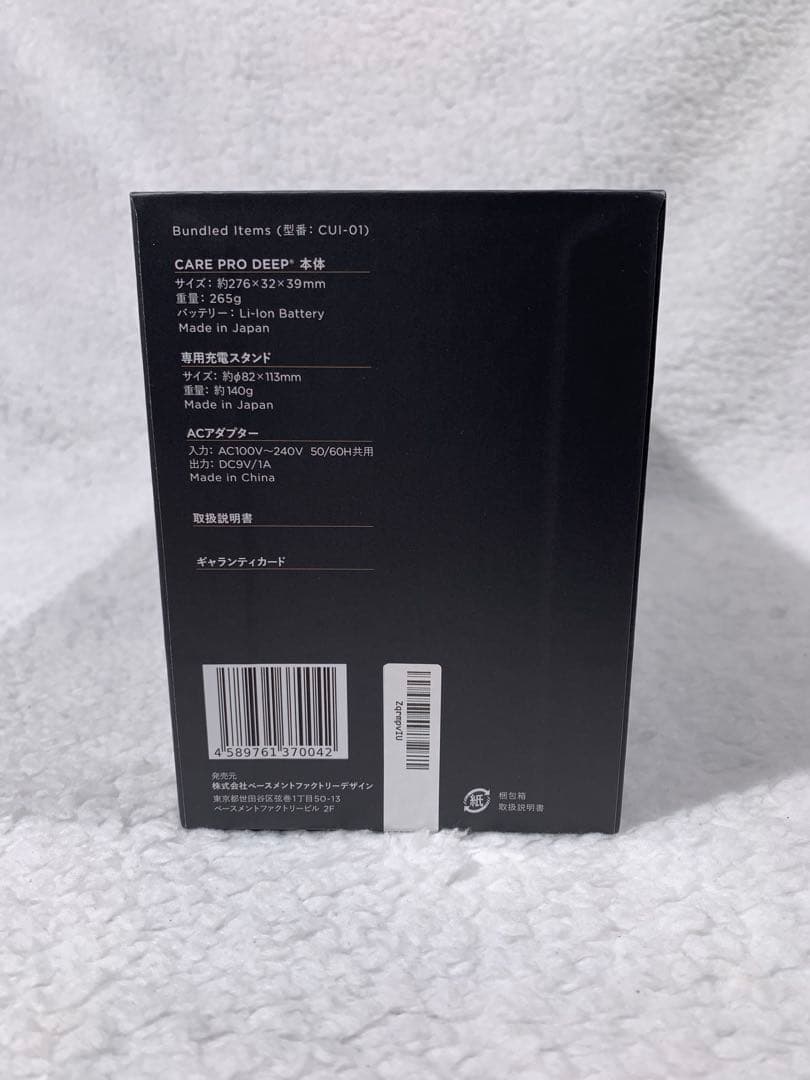 Bundled Items (型番: CUI-01)
CARE PRO DEEP® 本体
サイズ: 約276×32×39mm
重量: 265g
バッテリー: Li-Ion Battery
Made in Japan
専用充電スタンド
サイズ: 約φ82×113mm
重量: 約140g
Made in Japan
ACアダプター
入力: AC100V～240V 50/60H共用
出力: DC9V/1A
Made in China
取扱説明書
ギャランティカード
4 589761 370042
ZqrmpvIU
発売元
株式会社ベースメントファクトリーデザイン
東京都世田谷区弦巻1丁目50-13
ベースメントファクトリービル 2F
紙
梱包箱
取扱説明書